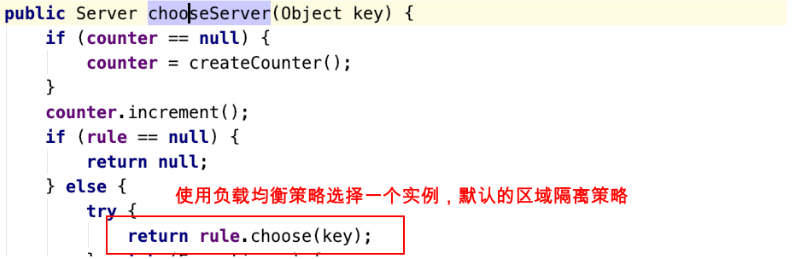 public Server chooseServer(Object key) {
if (counter == null) {
counter = createCounter();
}
counter.increment();
if (rule == null) {
return null;
} else {
使用负载均衡策略选择一个实例，默认的区域隔离策略
try {
return rule.choose(key);